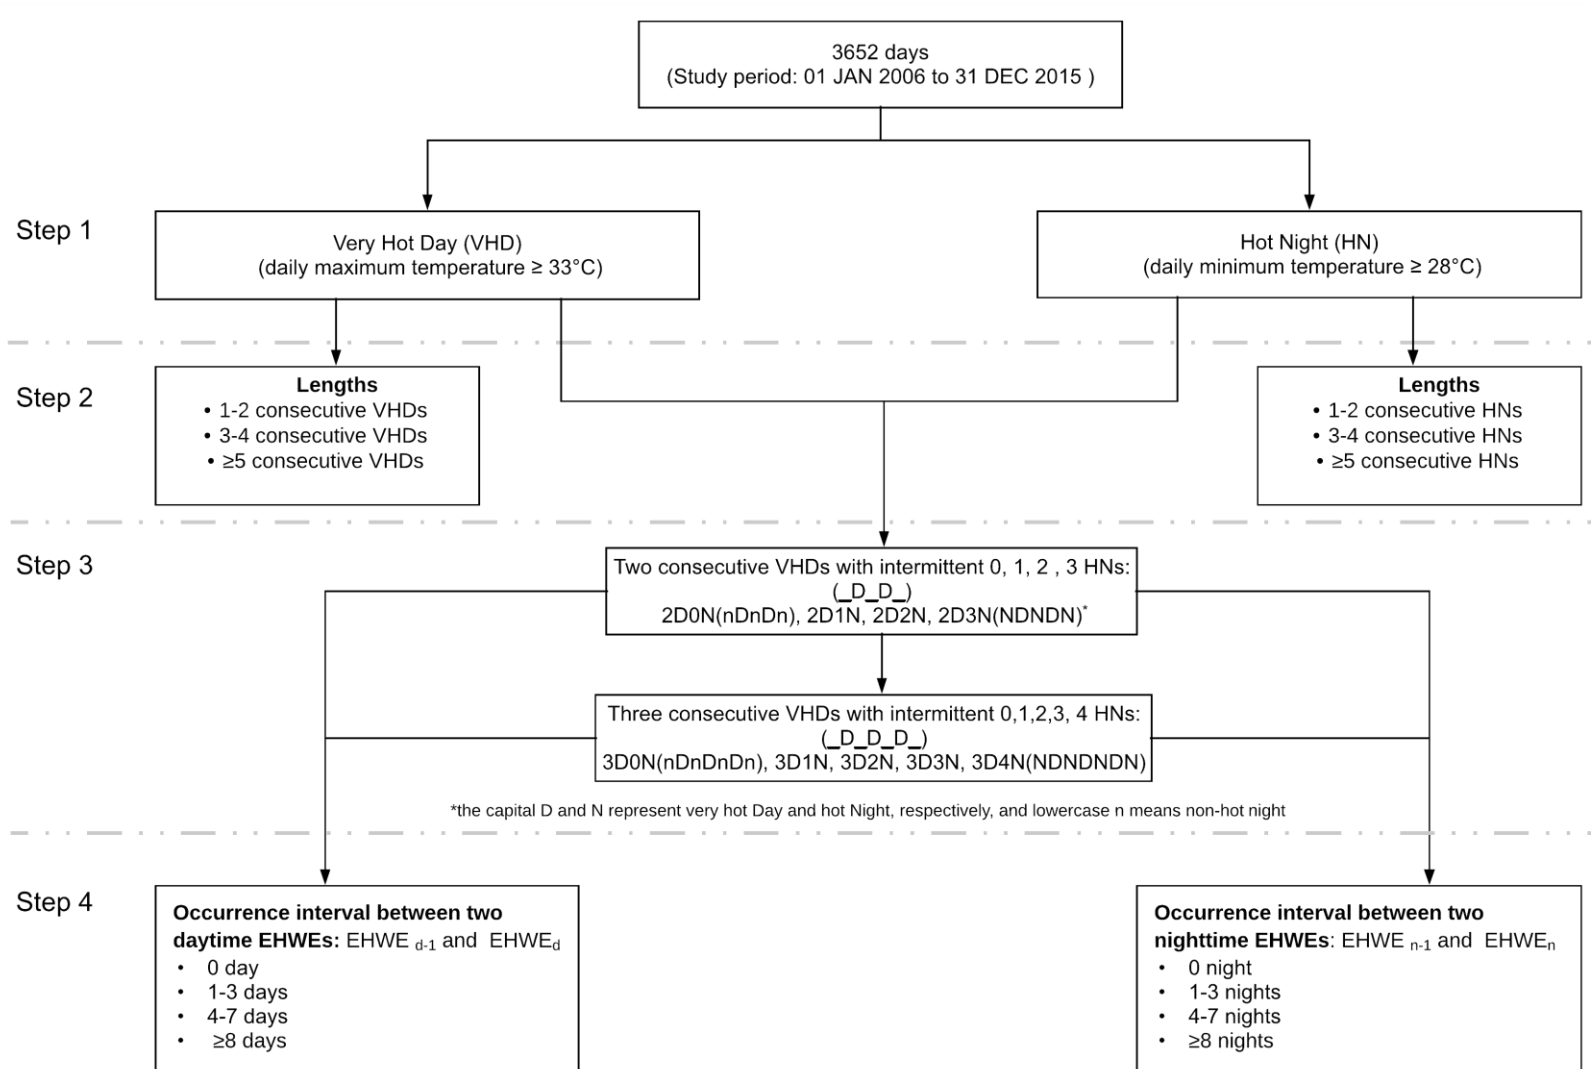 3652 days
(Study period: 01 JAN 2006 to 31 DEC 2015 )
Step 1
Very Hot Day (VHD)
(daily maximum temperature ≥ 33°C)
Hot Night (HN)
(daily minimum temperature ≥ 28°C)
Step 2
Lengths
• 1-2 consecutive VHDs
• 3-4 consecutive VHDs
• ≥5 consecutive VHDs
Lengths
• 1-2 consecutive HNs
• 3-4 consecutive HNs
• ≥5 consecutive HNs
Step 3
Two consecutive VHDs with intermittent 0, 1, 2 , 3 HNs:
(_D_D_)
2D0N(nDnDn), 2D1N, 2D2N, 2D3N(NDNDN)*
Three consecutive VHDs with intermittent 0,1,2,3, 4 HNs:
(_D_D_D_)
3D0N(nDnDnDn), 3D1N, 3D2N, 3D3N, 3D4N(NDNDNDN)
*the capital D and N represent very hot Day and hot Night, respectively, and lowercase n means non-hot night
Step 4
Occurrence interval between two
daytime EHWEs: EHWE d-1 and EHWEd
• 0 day
• 1-3 days
• 4-7 days
• ≥8 days
Occurrence interval between two
nighttime EHWEs: EHWE n-1 and EHWEn
• 0 night
• 1-3 nights
• 4-7 nights
• ≥8 nights